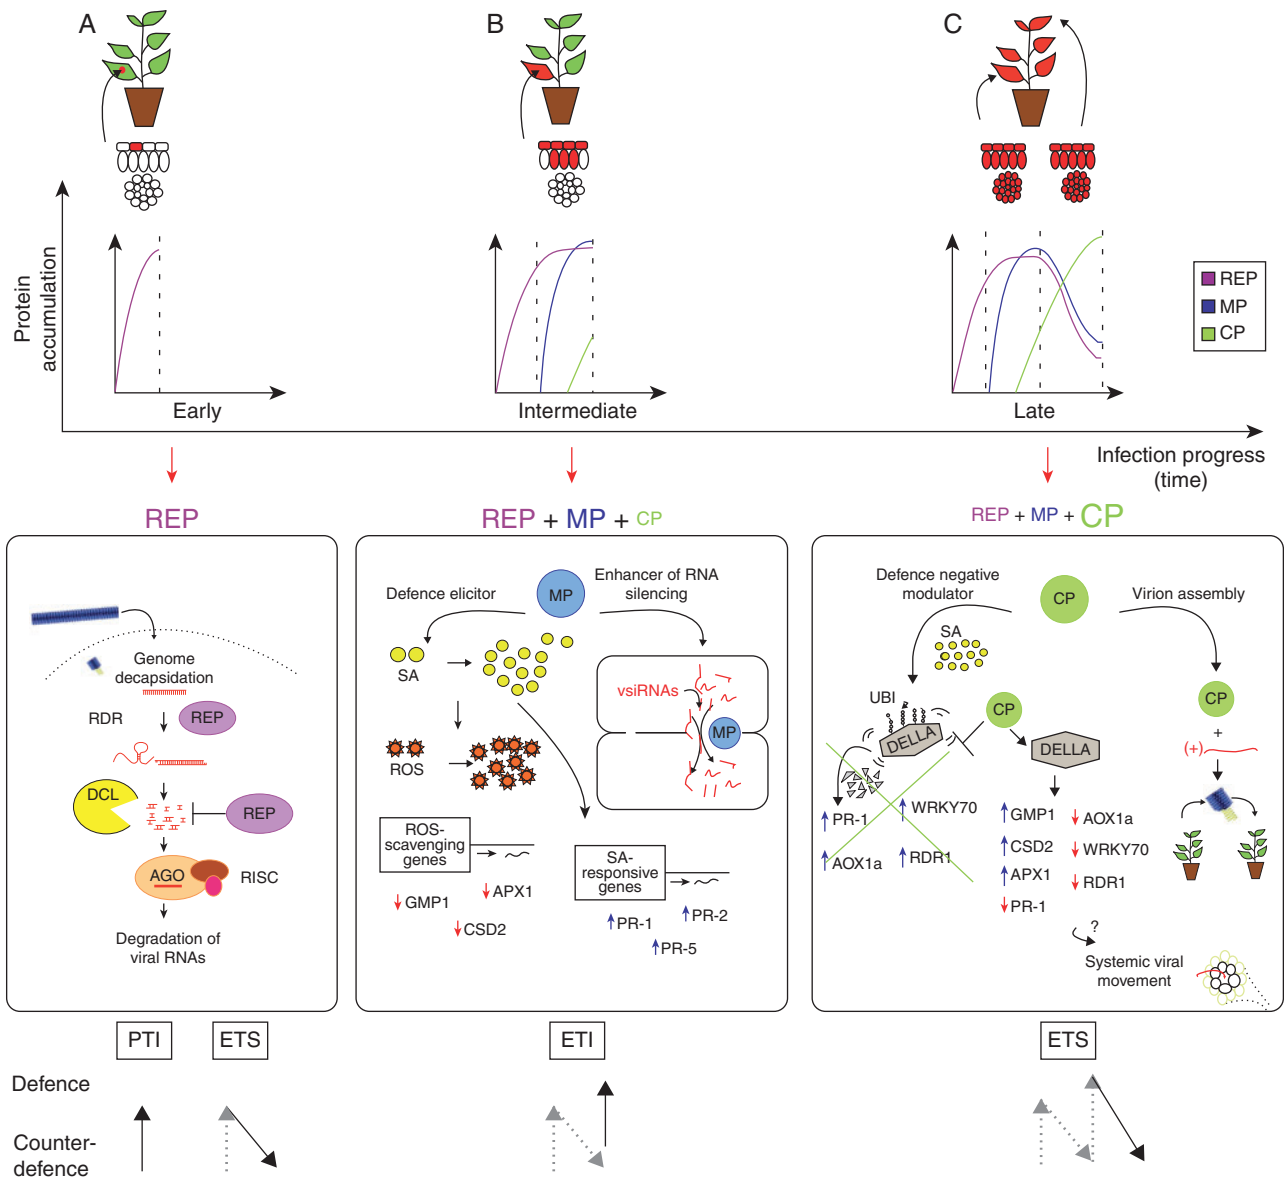 A
B
C
Protein
accumulation
REP
MP
CP
Early
Intermediate
Late
Infection progress
(time)
REP
REP + MP + CP
REP + MP + CP
Genome
decapsidation
RDR
REP
DCL
REP
AGO
RISC
Degradation of
viral RNAs
Defence elicitor
MP
Enhancer of RNA
silencing
SA
ROS
vsiRNAs
MP
ROS-
scavenging
genes
GMP1
APX1
CSD2
SA-
responsive
genes
PR-1
PR-2
PR-5
Defence negative
modulator
CP
Virion assembly
SA
UBI
DELLA
CP
DELLA
CP
+
(+)
PR-1
WRKY70
AOX1a
RDR1
GMP1
CSD2
APX1
PR-1
AOX1a
WRKY70
RDR1
?
Systemic viral
movement
PTI
ETS
ETI
ETS
Defence
Counter-
defence